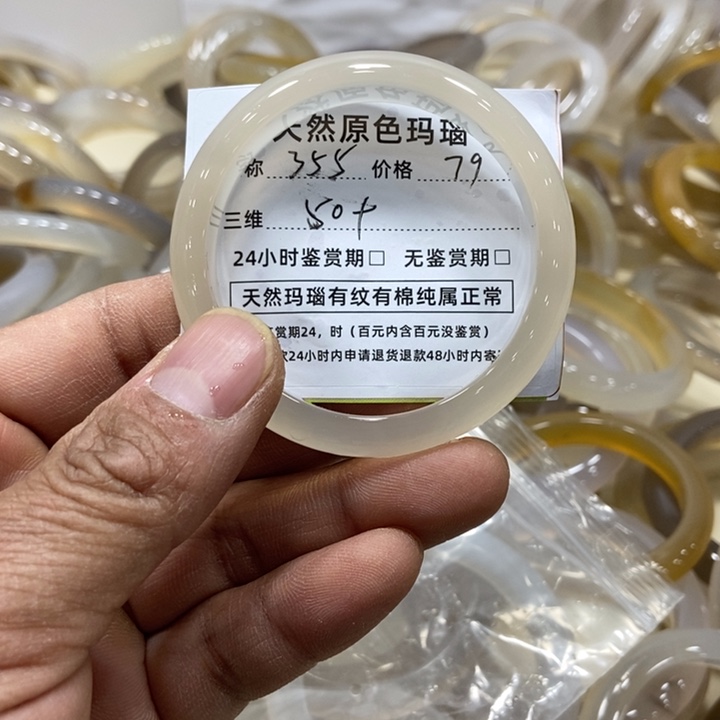 天然原色玛瑙
称 355 价格 79
三维 50+
24小时鉴赏期□ 无鉴赏期□
天然玛瑙有纹有棉纯属正常
赏期24，时（百元内含百元没鉴赏）
款24小时内申请退货退款48小时内寄